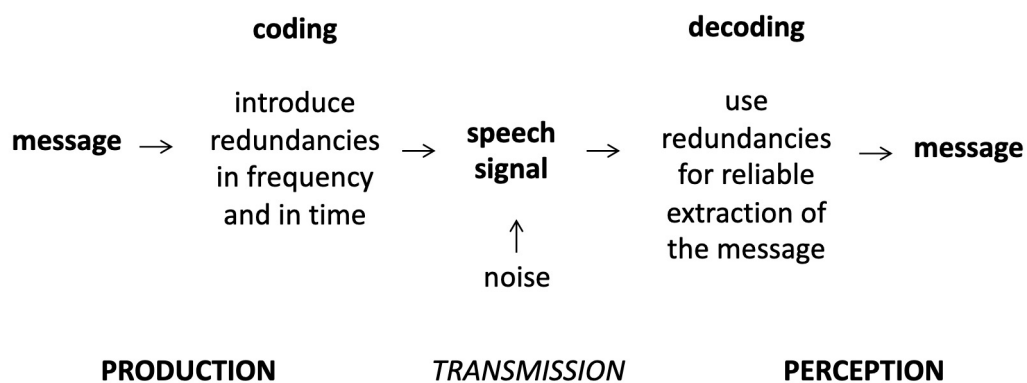 coding
decoding
message → introduce redundancies in frequency and in time → speech signal → use redundancies for reliable extraction of the message → message
↑
noise
PRODUCTION
TRANSMISSION
PERCEPTION